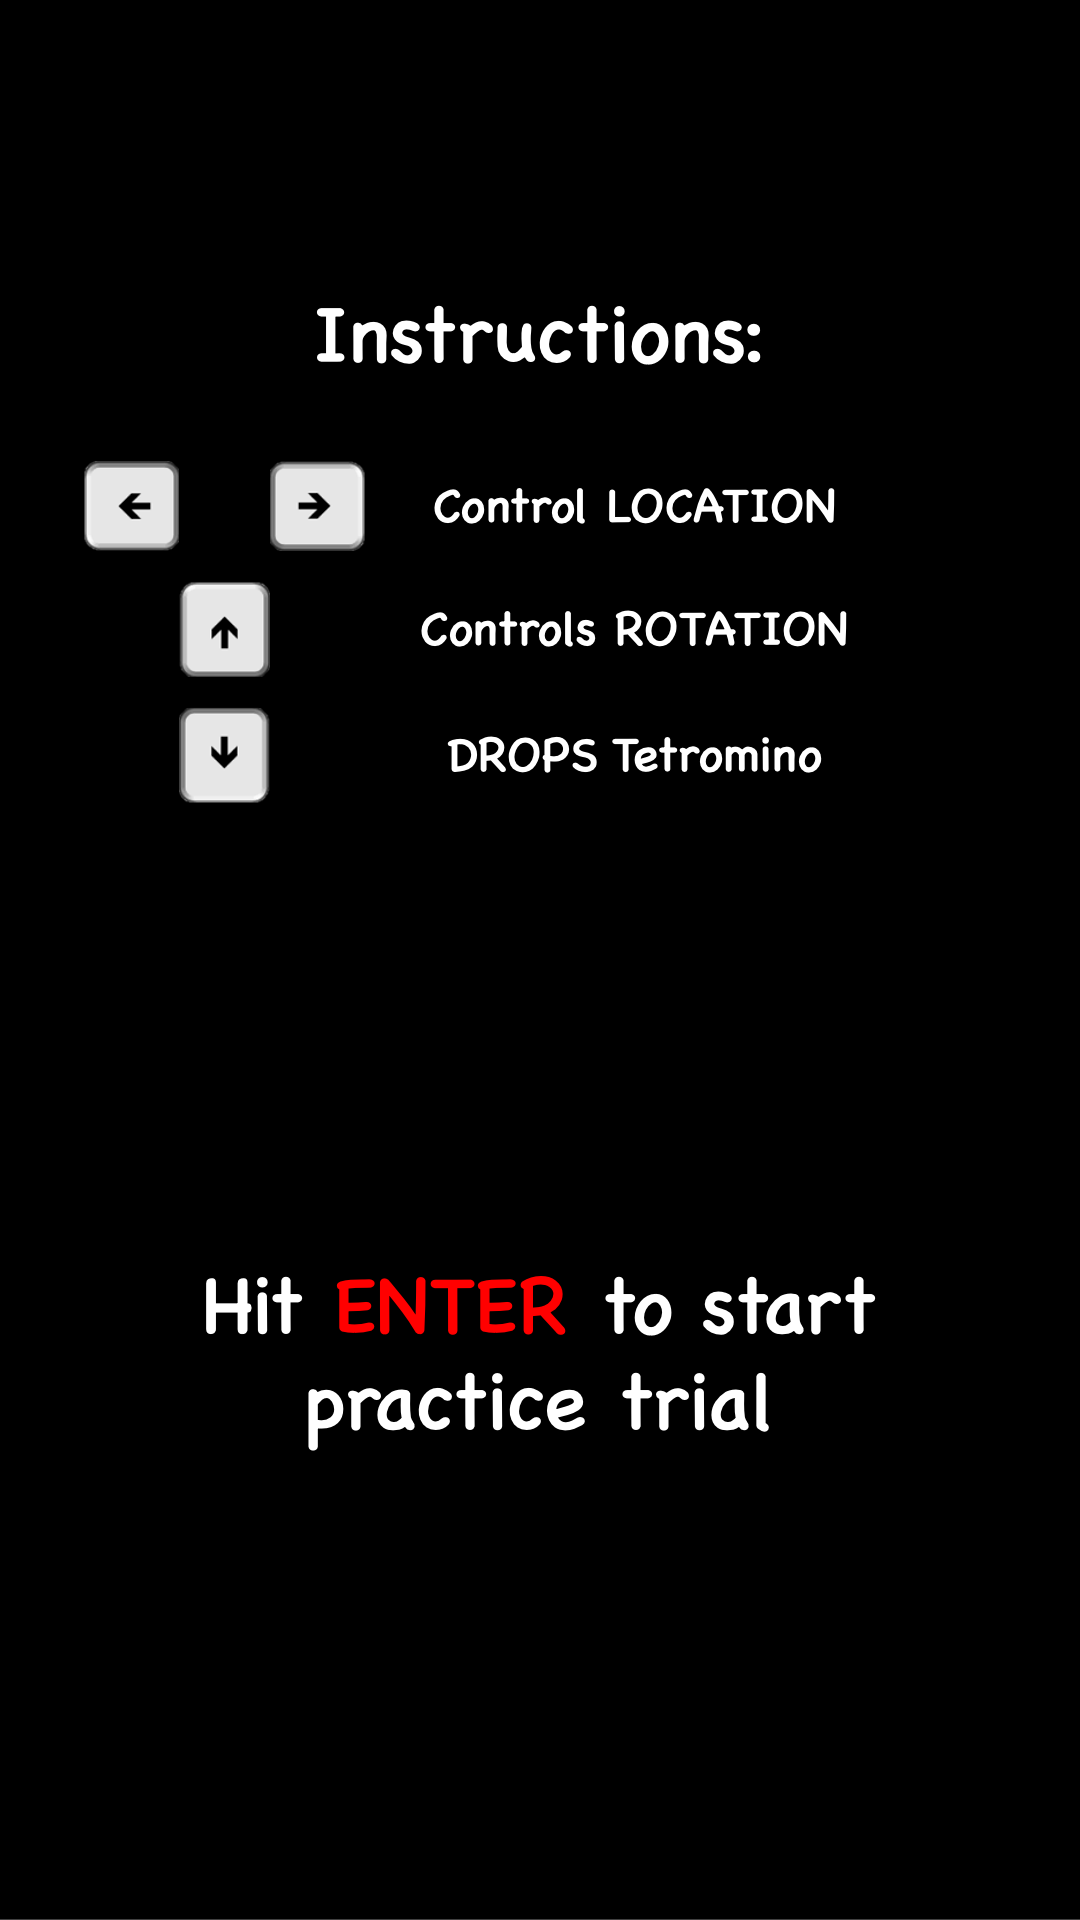 Instructions:
← → Control LOCATION
↑ Controls ROTATION
↓ DROPS Tetromino
Hit ENTER to start
practice trial